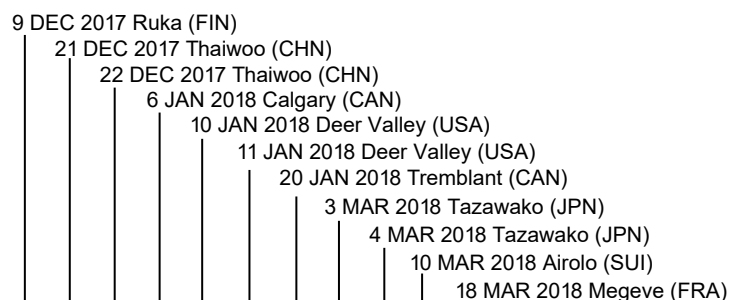 9 DEC 2017 Ruka (FIN)
21 DEC 2017 Thaiwoo (CHN)
22 DEC 2017 Thaiwoo (CHN)
6 JAN 2018 Calgary (CAN)
10 JAN 2018 Deer Valley (USA)
11 JAN 2018 Deer Valley (USA)
20 JAN 2018 Tremblant (CAN)
3 MAR 2018 Tazawako (JPN)
4 MAR 2018 Tazawako (JPN)
10 MAR 2018 Airolo (SUI)
18 MAR 2018 Megeve (FRA)